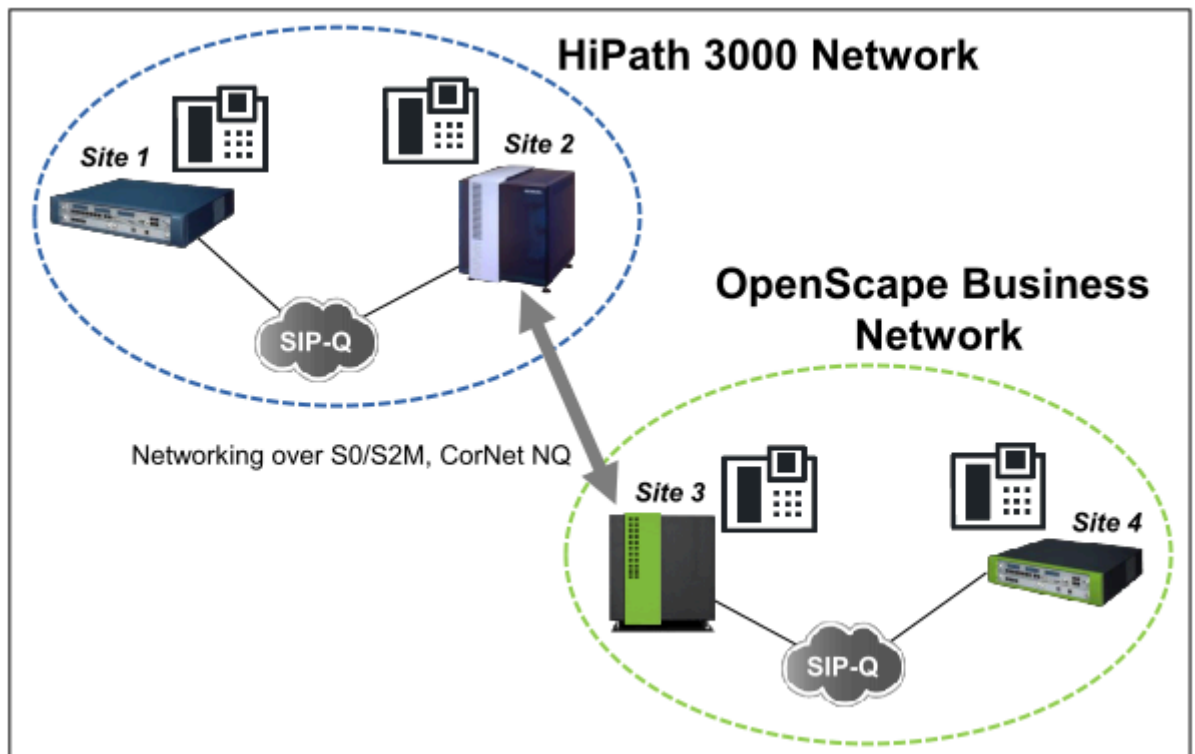 HiPath 3000 Network
Site 1
Site 2
SIP-Q
OpenScape Business
Network
Networking over S0/S2M, CorNet NQ
Site 3
Site 4
SIP-Q